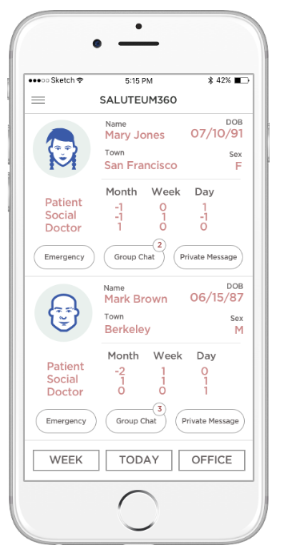 Sketch 5:15 PM 42%
SALUTEUM360
Name DOB
Mary Jones 07/10/91
Town Sex
San Francisco F
Month Week Day
Patient -1 0 1
Social -1 1 -1
Doctor 1 0 0
2
Emergency Group Chat Private Message
Name DOB
Mark Brown 06/15/87
Town Sex
Berkeley M
Month Week Day
Patient -2 1 0
Social 1 1 1
Doctor 0 0 1
3
Emergency Group Chat Private Message
WEEK TODAY OFFICE